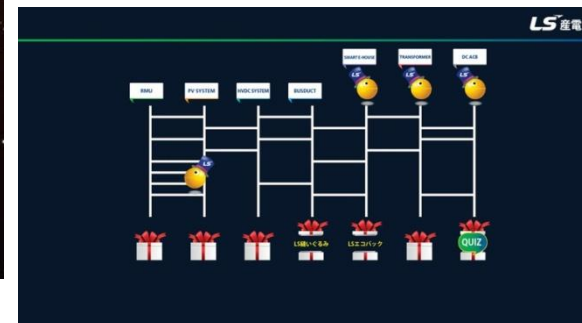 LS産電
SMART E-HOUSE
TRANSFORMER
DC ACB
RMU
PV SYSTEM
HVDC SYSTEM
BUSDUCT
LS
LS
LS
LS
LS縫いぐるみ
LSエコバック
QUIZ